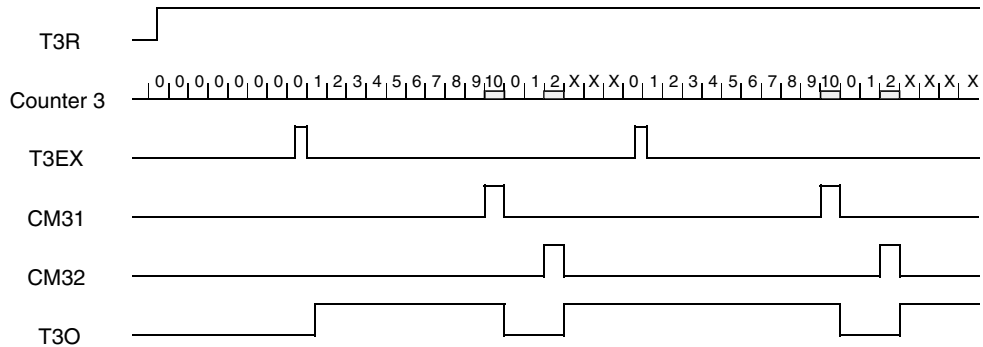 T3R
Counter 3 0 0 0 0 0 0 0 0 1 2 3 4 5 6 7 8 9 10 0 1 2 X X X 0 1 2 3 4 5 6 7 8 9 10 0 1 2 X X X X
T3EX
CM31
CM32
T3O